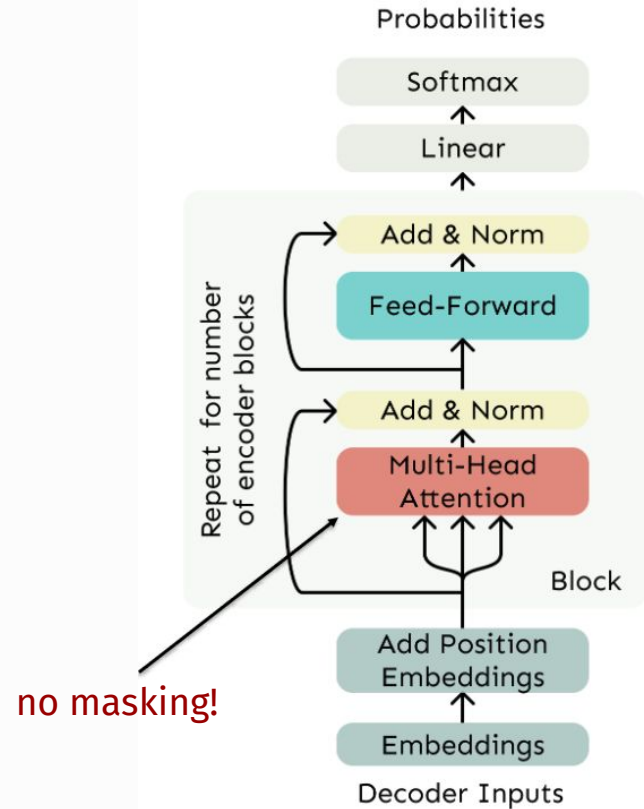 Probabilities
Softmax
Linear
Add & Norm
Feed-Forward
Repeat for number
of encoder blocks
Add & Norm
Multi-Head
Attention
Block
Add Position
Embeddings
no masking!
Embeddings
Decoder Inputs